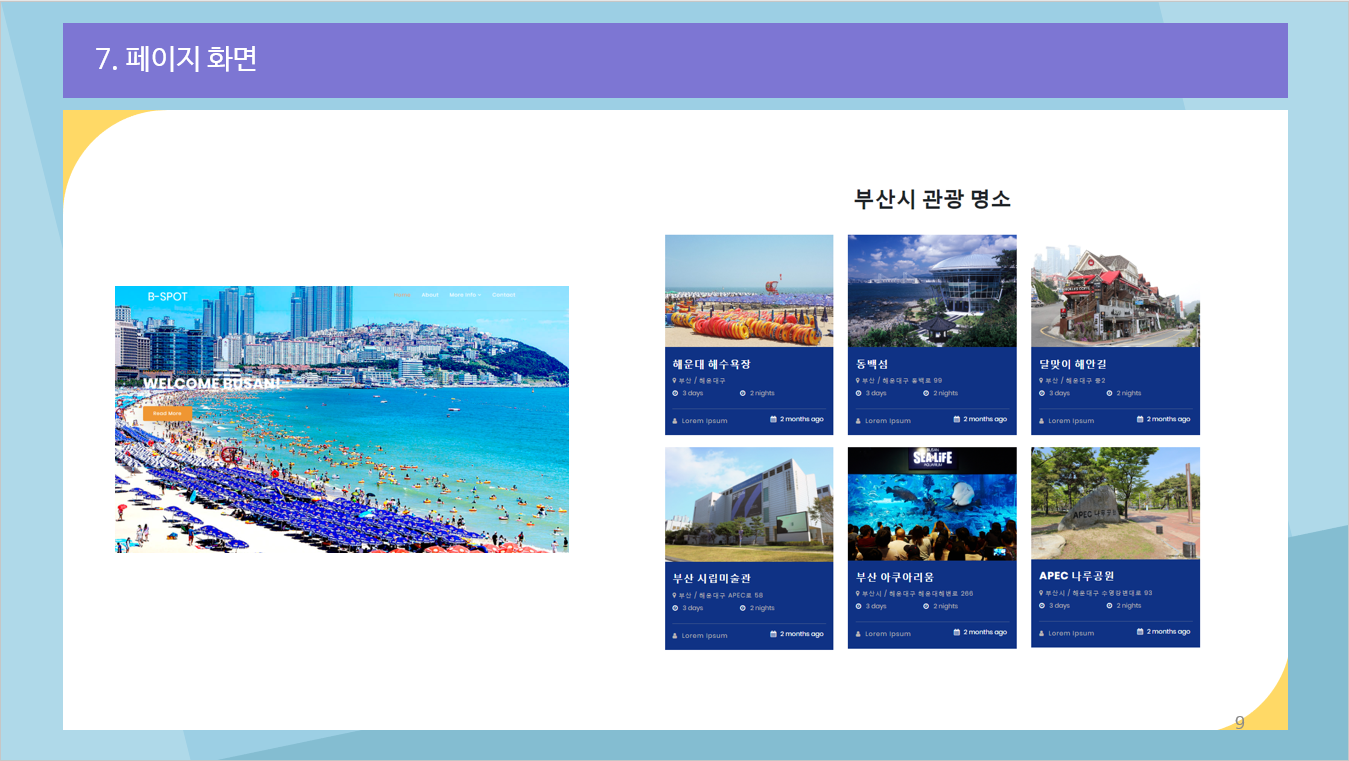 7. 페이지 화면
B-SPOT
Home About More Info Contact
WELCOME BUSAN!
Read More
부산시 관광 명소
해운대 해수욕장
부산 / 해운대구
3 days 2 nights
Lorem Ipsum 2 months ago
동백섬
부산 / 해운대구 동백로 99
3 days 2 nights
Lorem Ipsum 2 months ago
달맞이 해안길
부산 / 해운대구 중2
3 days 2 nights
Lorem Ipsum 2 months ago
부산 시립미술관
부산 / 해운대구 APEC로 58
3 days 2 nights
Lorem Ipsum 2 months ago
SEA LIFE
부산 아쿠아리움
부산시 / 해운대구 해운대해변로 266
3 days 2 nights
Lorem Ipsum 2 months ago
APEC 나루공원
APEC 나루공원
부산시 / 해운대구 수영강변대로 93
3 days 2 nights
Lorem Ipsum 2 months ago
9